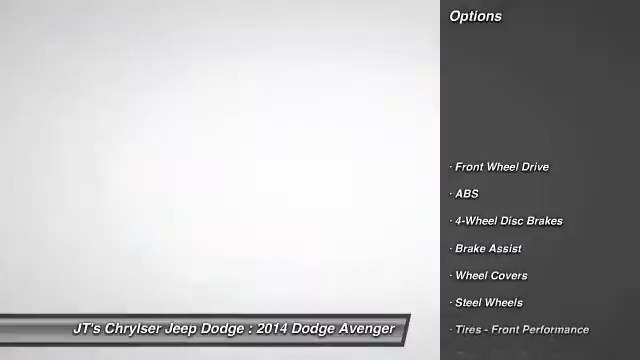 Options
· Front Wheel Drive
· ABS
· 4-Wheel Disc Brakes
· Brake Assist
· Wheel Covers
· Steel Wheels
· Tires - Front Performance
JT's Chrylser Jeep Dodge : 2014 Dodge Avenger